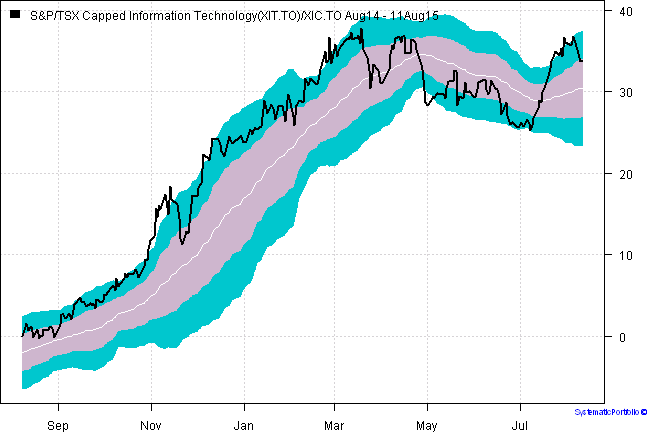 S&P/TSX Capped Information Technology(XIT.TO)/XIC.TO Aug14 - 11Aug15
40
30
20
10
0
SystematicPortfolio ©
Sep Nov Jan Mar May Jul